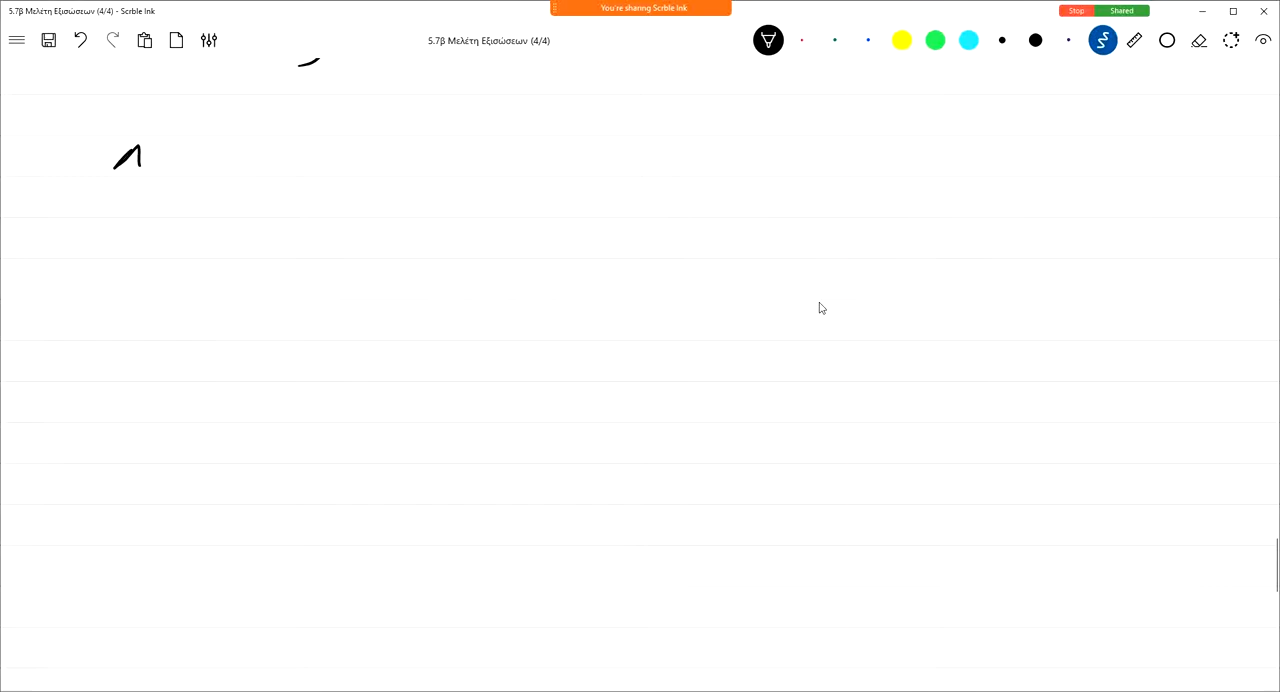 5.7β Μελέτη Εξισώσεων (4/4) - Scrble Ink
You're sharing Scrble Ink
Stop
Shared
5.7β Μελέτη Εξισώσεων (4/4)